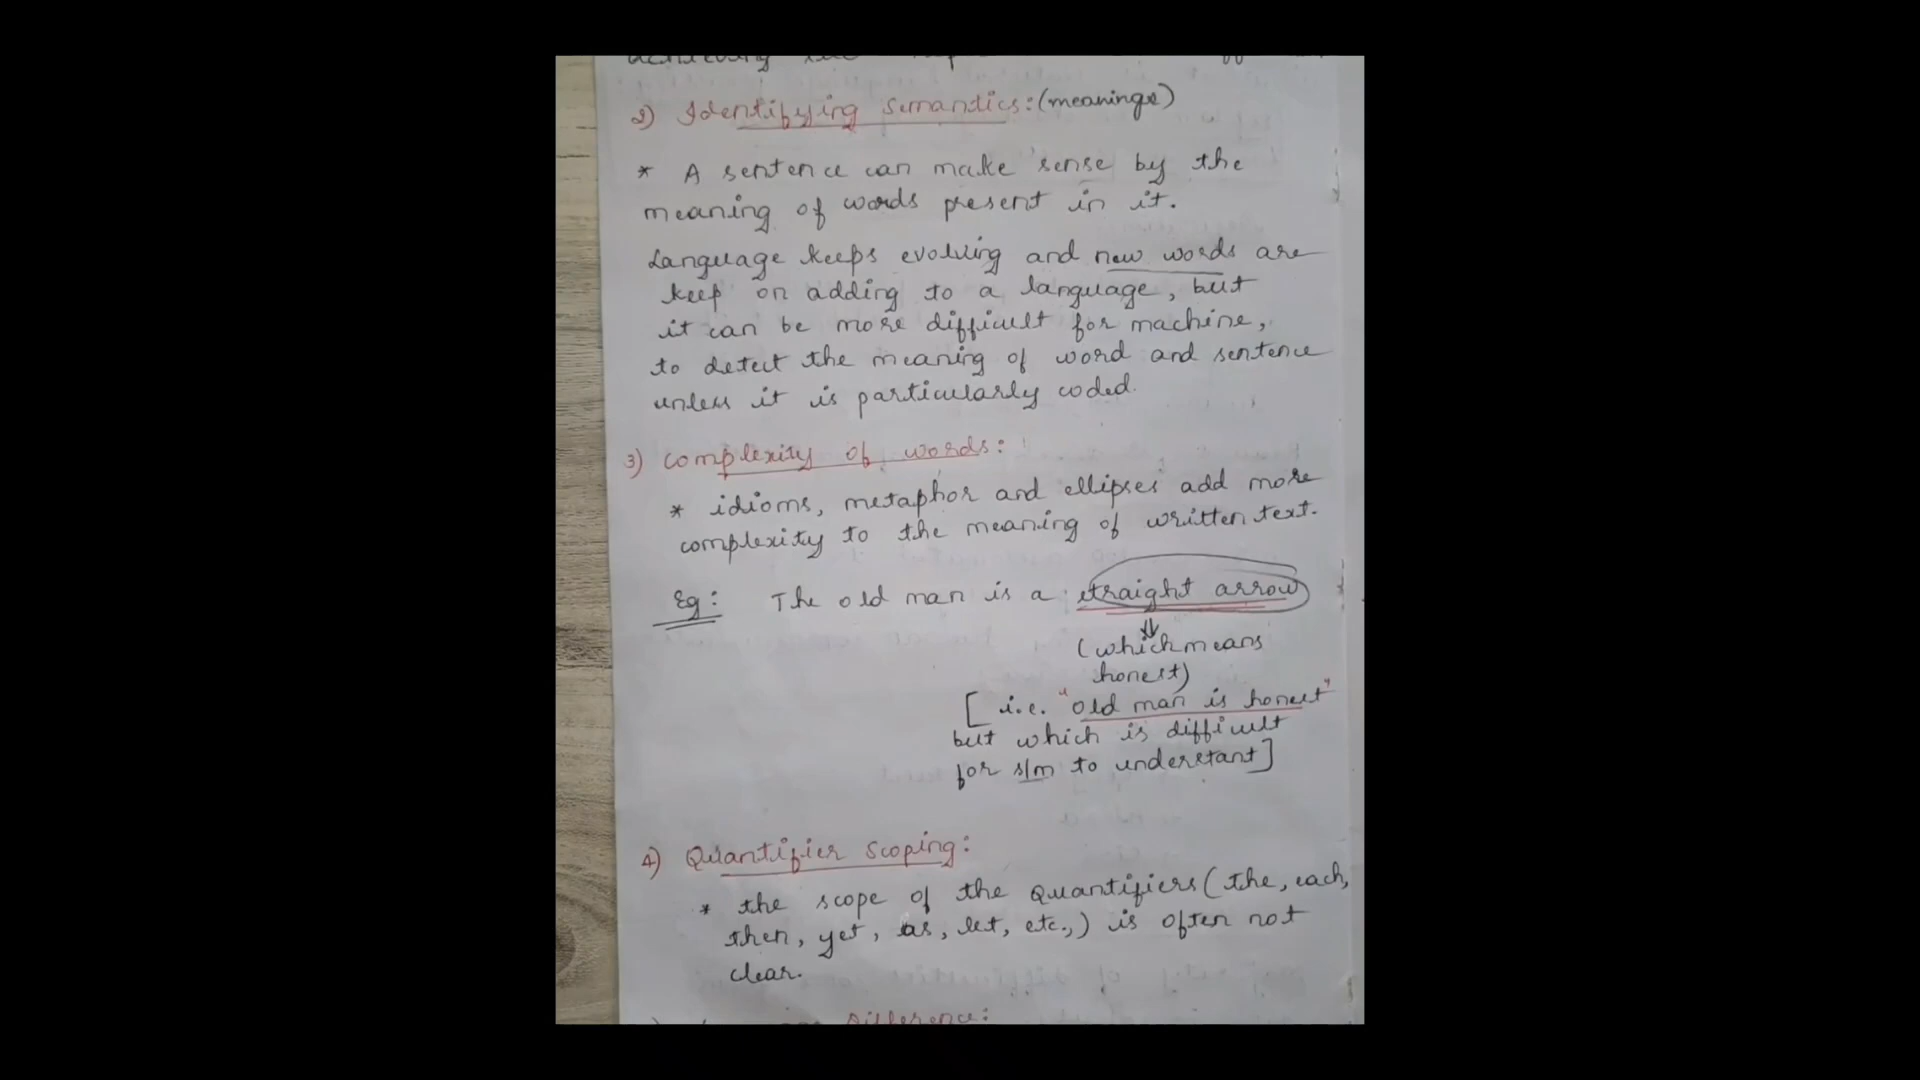 achieving
2) Identifying Semantics: (meanings)
* A sentence can make sense by the
meaning of words present in it.
Language keeps evolving and new words are
keep on adding to a language, but
it can be more difficult for machine,
to detect the meaning of word and sentence
unless it is particularly coded.
3) complexity of words:
* idioms, metaphor and ellipses add more
complexity to the meaning of written text.
Eg: The old man is a straight arrow
(which means
honest)
[ i.e. "old man is honest"
but which is difficult
for s/m to understant]
4) Quantifier Scoping:
* the scope of the Quantifiers (the, each,
then, yet, as, let, etc.,) is often not
clear.
Difference: